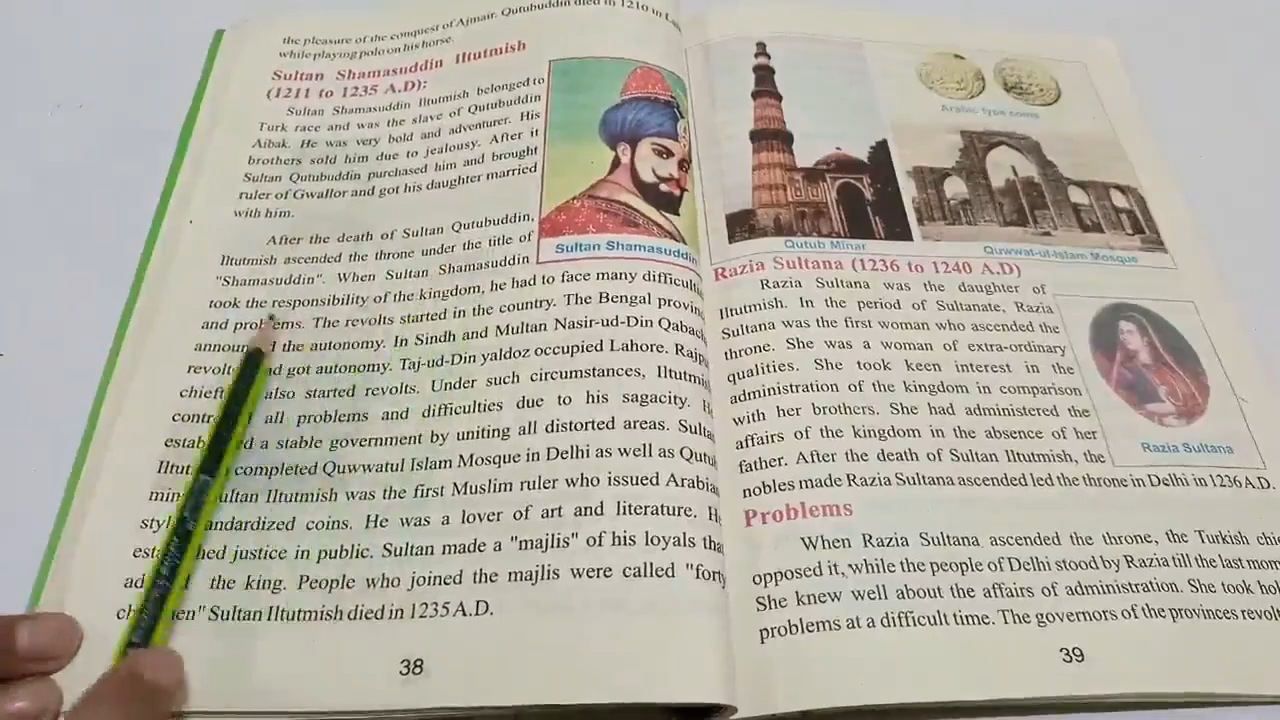 the pleasure of the conquest of Ajmair. Qutubuddin died in 1210 in
while playing polo on his horse.
Sultan Shamasuddin Iltutmish
(1211 to 1235 A.D):
Sultan Shamasuddin Iltutmish belonged to
Turk race and was the slave of Qutubuddin
Aibak. He was very bold and adventurer. His
brothers sold him due to jealousy. After it
Sultan Qutubuddin purchased him and brought
ruler of Gwallor and got his daughter married
with him.
After the death of Sultan Qutubuddin,
Iltutmish ascended the throne under the title of
"Shamasuddin". When Sultan Shamasuddin
took the responsibility of the kingdom, he had to face many
and problems. The revolts started in the country. The Bengal
the autonomy. In Sindh and Multan Nasir-ud-Din
got autonomy. Taj-ud-Din yaldoz occupied Lahore.
also started revolts. Under such circumstances,
all problems and difficulties due to his sagacity.
a stable government by uniting all distorted areas.
completed Quwwatul Islam Mosque in Delhi as well as
Iltutmish was the first Muslim ruler who issued
coins. He was a lover of art and literature.
justice in public. Sultan made a "majlis" of his loyals
the king. People who joined the majlis were called "forty
Sultan Iltutmish died in 1235 A.D.
38
Sultan Shamasuddin
Qutub Minar
Arabic type coins
Quwwat-ul-Islam Mosque
Razia Sultana (1236 to 1240 A.D)
Razia Sultana was the daughter of
Iltutmish. In the period of Sultanate, Razia
Sultana was the first woman who ascended the
throne. She was a woman of extra-ordinary
qualities. She took keen interest in the
administration of the kingdom in comparison
with her brothers. She had administered the
affairs of the kingdom in the absence of her
father. After the death of Sultan Iltutmish, the
nobles made Razia Sultana ascended led the throne in Delhi in 1236 A.D.
Razia Sultana
Problems
When Razia Sultana ascended the throne, the Turkish
opposed it, while the people of Delhi stood by Razia till the last
She knew well about the affairs of administration. She took
problems at a difficult time. The governors of the provinces
39